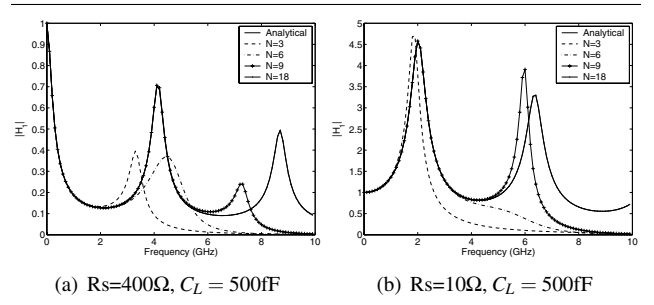 1
0.9
0.8
0.7
0.6
0.5
0.4
0.3
0.2
0.1
0
|H₁|
0 2 4 6 8 10
Frequency (GHz)
Analytical
N=3
N=6
N=9
N=18
5
4.5
4
3.5
3
2.5
2
1.5
1
0.5
0
|H₁|
0 2 4 6 8 10
Frequency (GHz)
Analytical
N=3
N=6
N=9
N=18
(a) Rs=400Ω, C_L = 500fF
(b) Rs=10Ω, C_L = 500fF